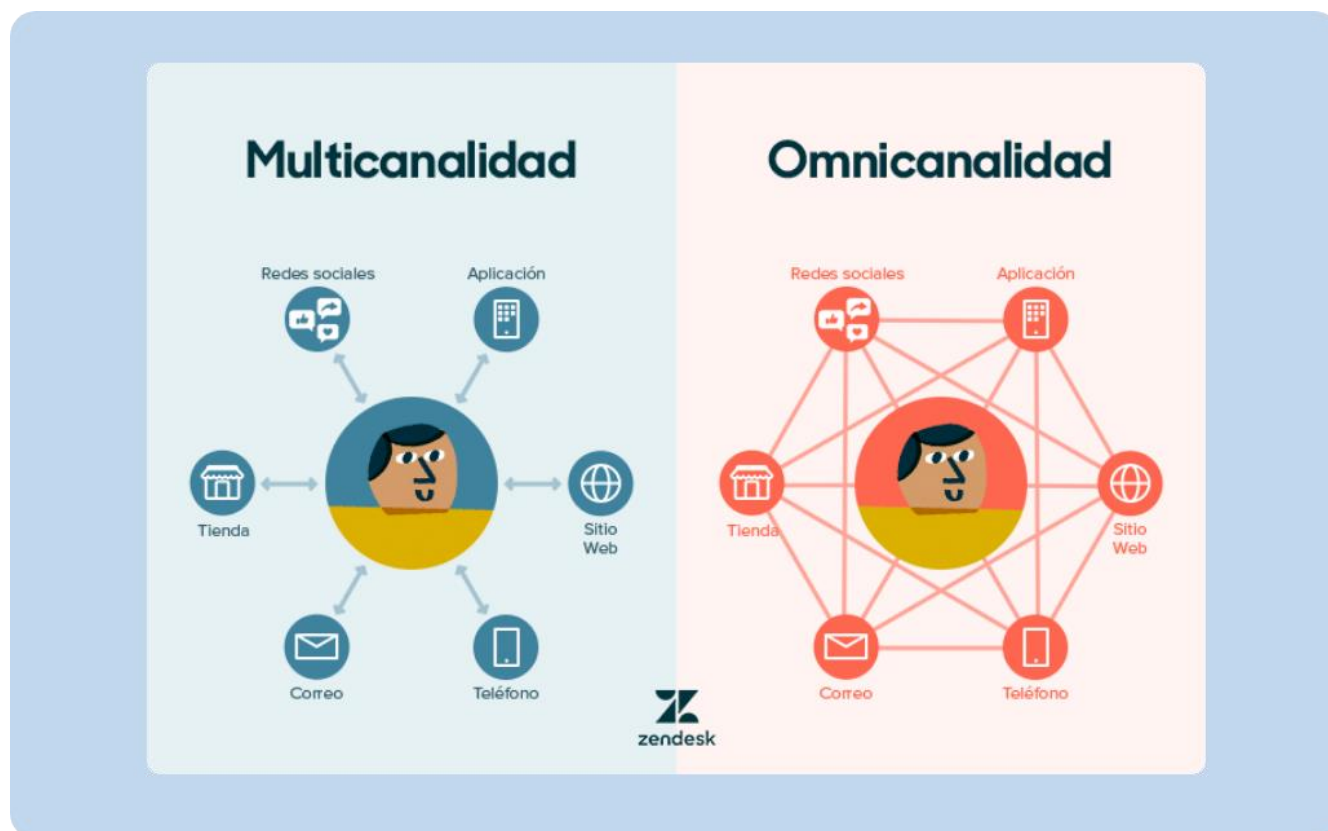 Multicanalidad
Redes sociales
Aplicación
Tienda
Sitio
Web
Correo
Teléfono
Omnicanalidad
Redes sociales
Aplicación
Tienda
Sitio
Web
Correo
Teléfono
zendesk